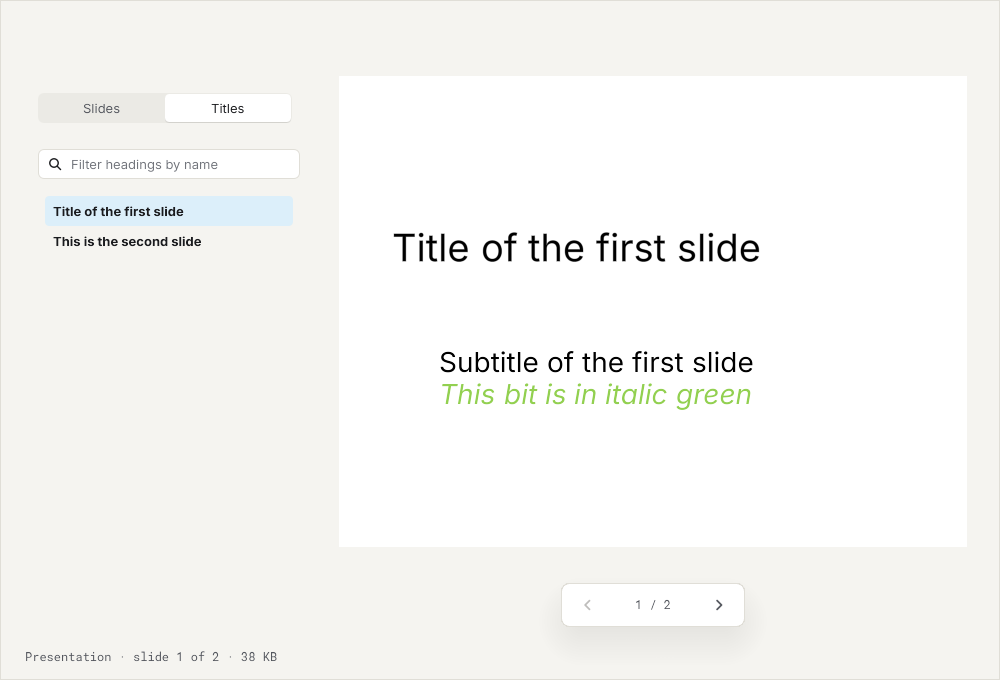 Slides
Titles
Filter headings by name
Title of the first slide
This is the second slide
Title of the first slide
Subtitle of the first slide
This bit is in italic green
1 / 2
Presentation · slide 1 of 2 · 38 KB